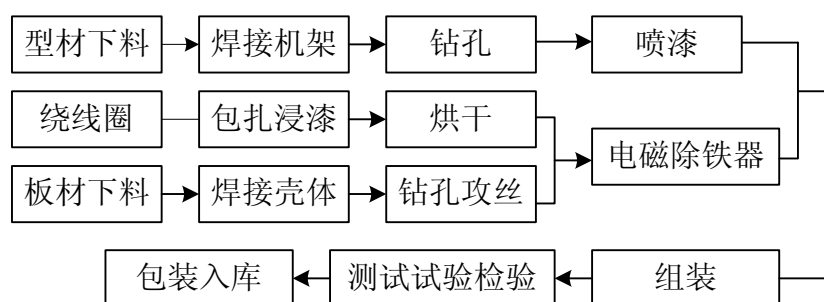 型材下料 焊接机架 钻孔 喷漆
绕线圈 包扎浸漆 烘干
电磁除铁器
板材下料 焊接壳体 钻孔攻丝
包装入库 测试试验检验 组装